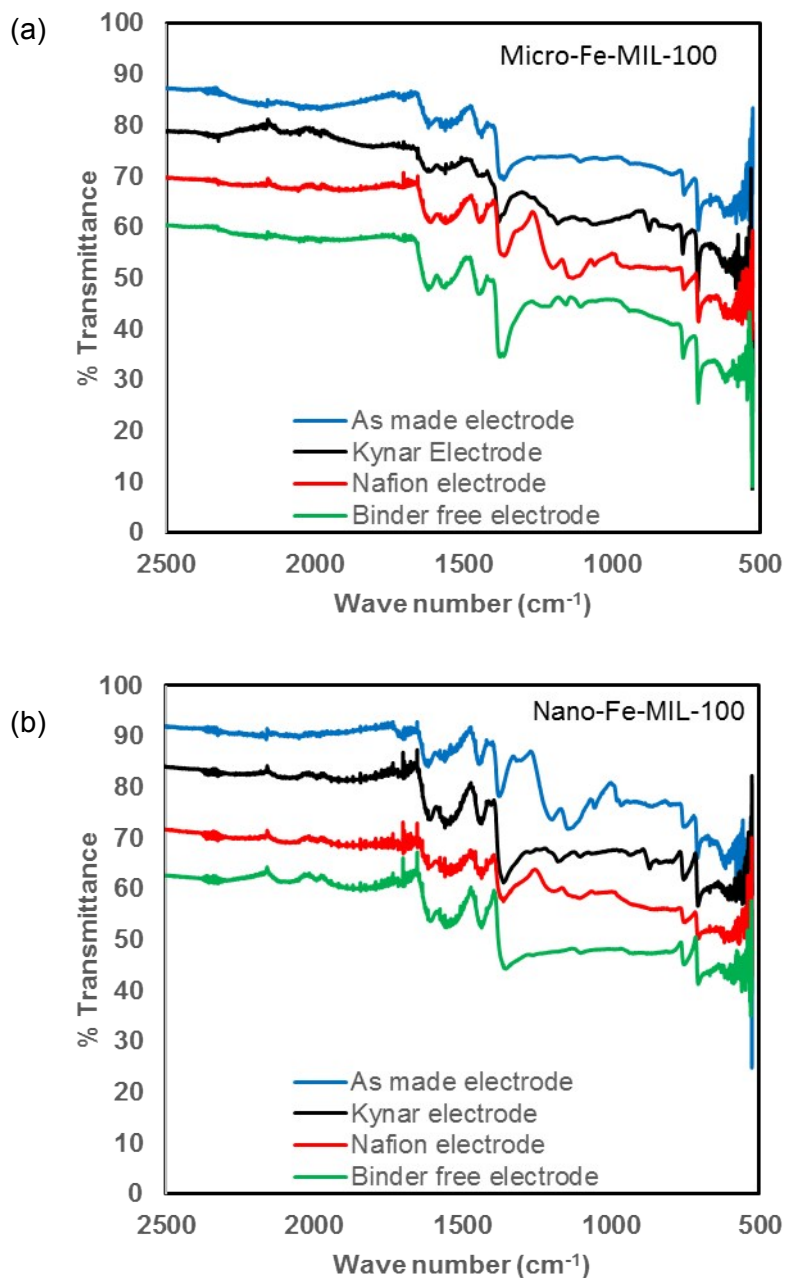 (a)
Micro-Fe-MIL-100
100
90
80
70
60
50
40
30
20
10
0
% Transmittance
As made electrode
Kynar Electrode
Nafion electrode
Binder free electrode
2500 2000 1500 1000 500
Wave number (cm⁻¹)
(b)
Nano-Fe-MIL-100
100
90
80
70
60
50
40
30
20
10
0
% Transmittance
As made electrode
Kynar electrode
Nafion electrode
Binder free electrode
2500 2000 1500 1000 500
Wave number (cm⁻¹)